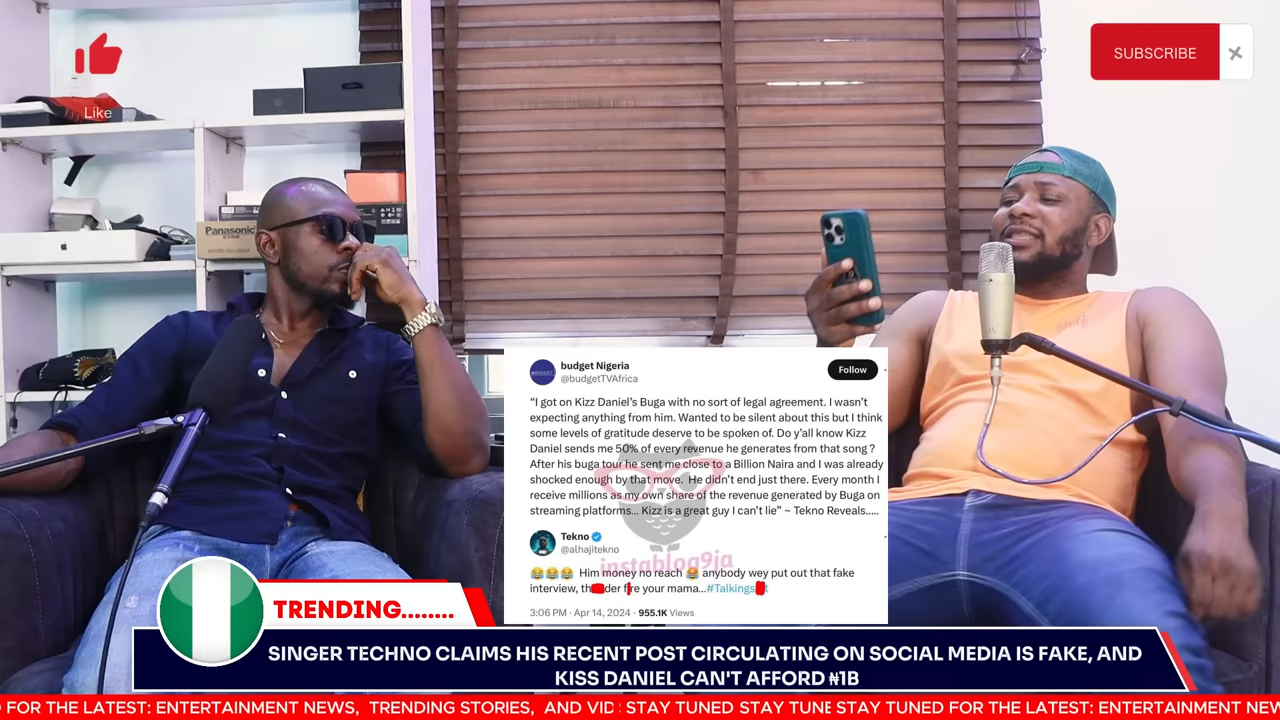 Like
SUBSCRIBE
Panasonic
budget Nigeria
@budgetTVAfrica
Follow
“I got on Kizz Daniel’s Buga with no sort of legal agreement. I wasn’t
expecting anything from him. Wanted to be silent about this but I think
some levels of gratitude deserve to be spoken of. Do y’all know Kizz
Daniel sends me 50% of every revenue he generates from that song ?
After his buga tour he sent me close to a Billion Naira and I was already
shocked enough by that move. He didn’t end just there. Every month I
receive millions as my own share of the revenue generated by Buga on
streaming platforms... Kizz is a great guy I can’t lie” ~ Tekno Reveals.....
instablog9ja
Tekno
@alhajitekno
😂😂😂 Him money no reach 😹 anybody wey put out that fake
interview, th der f re your mama...#Talkings t
3:06 PM · Apr 14, 2024 · 955.1K Views
TRENDING........
SINGER TECHNO CLAIMS HIS RECENT POST CIRCULATING ON SOCIAL MEDIA IS FAKE, AND
KISS DANIEL CAN'T AFFORD ₦1B
FOR THE LATEST: ENTERTAINMENT NEWS, TRENDING STORIES, AND VID : STAY TUNED STAY TUNE STAY TUNED FOR THE LATEST: ENTERTAINMENT NEW